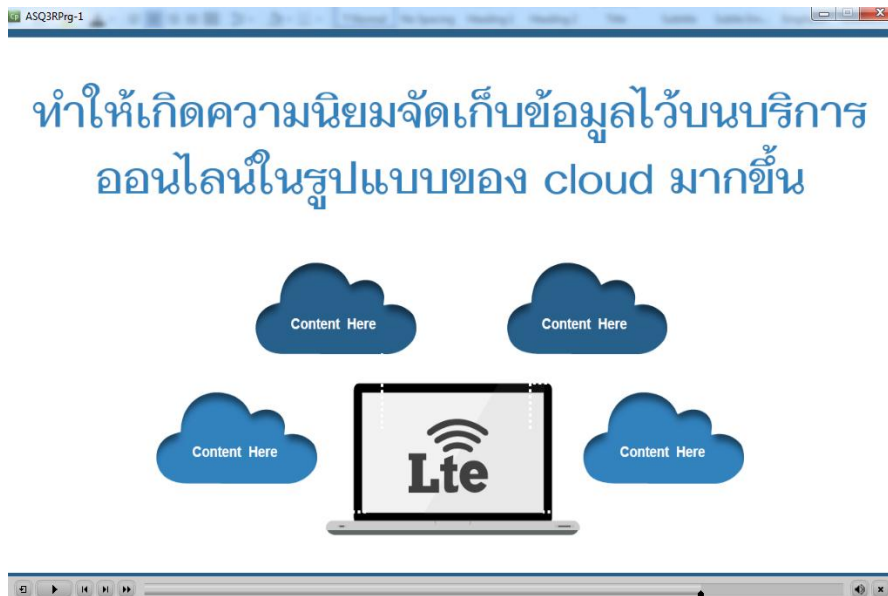 ASQ3RPrg-1
ทำให้เกิดความนิยมจัดเก็บข้อมูลไว้บนบริการ
ออนไลน์ในรูปแบบของ cloud มากขึ้น
Content Here
Content Here
Content Here
Lte
Content Here